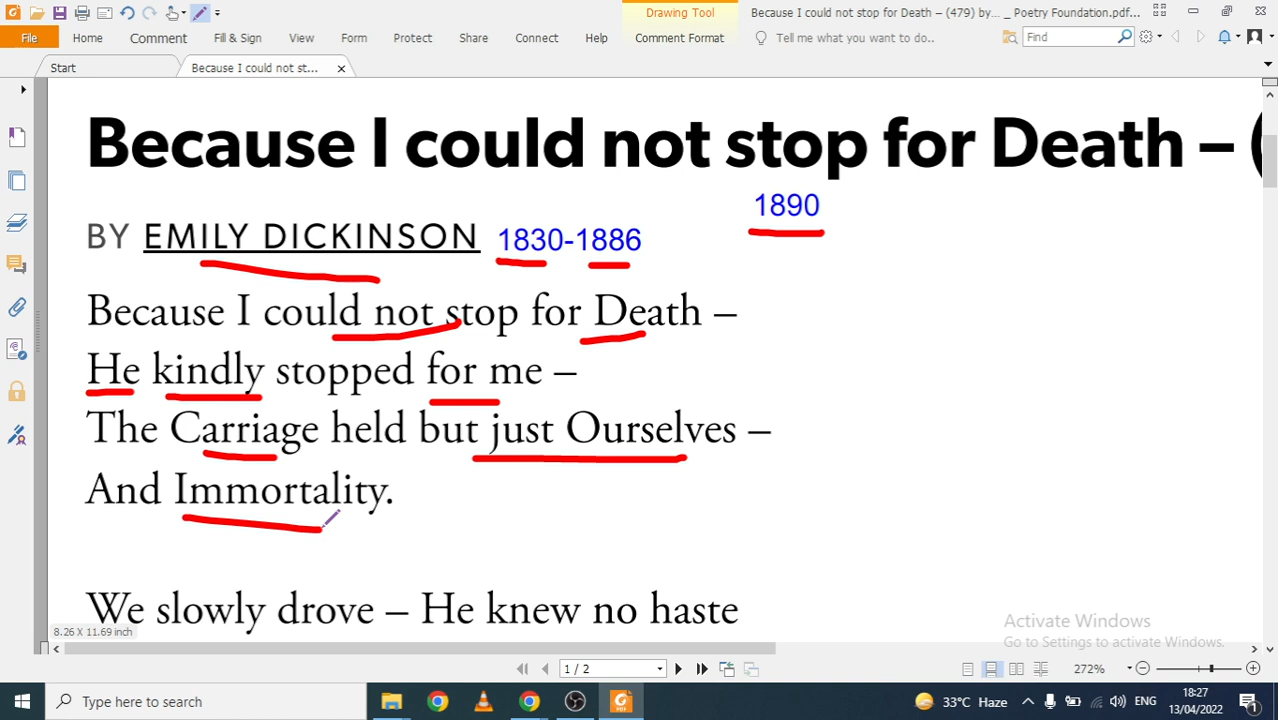 Drawing Tool
Because I could not stop for Death – (479) by... _ Poetry Foundation.pdf...
File Home Comment Fill & Sign View Form Protect Share Connect Help Comment Format Tell me what you want to do.. Find
Start Because I could not st...
Because I could not stop for Death – (
1890
BY EMILY DICKINSON 1830-1886
Because I could not stop for Death –
He kindly stopped for me –
The Carriage held but just Ourselves –
And Immortality.
We slowly drove – He knew no haste
8.26 X 11.69 inch
Activate Windows
Go to Settings to activate Windows.
1 / 2
272%
Type here to search
33°C Haze
ENG
18:27
13/04/2022
1
PDF